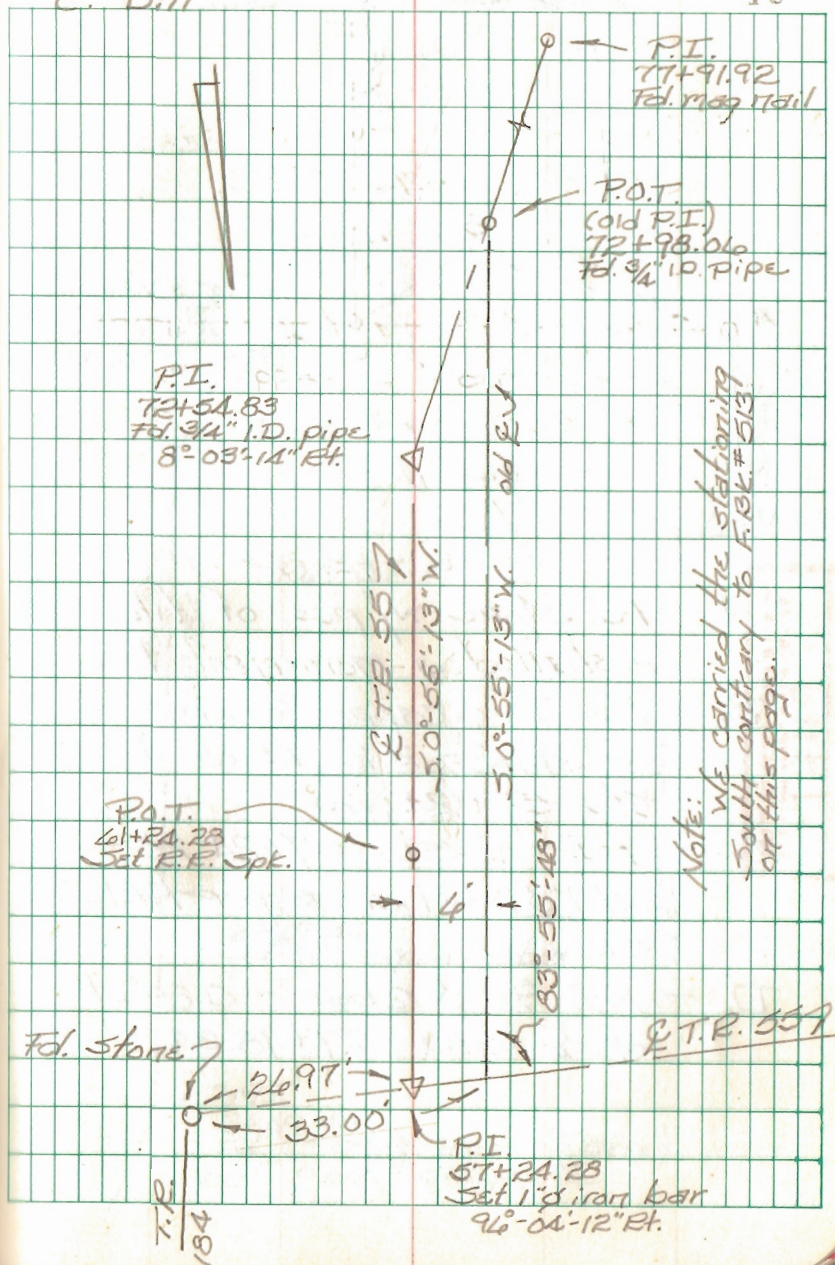 P.I.
77+91.92
Fd. mag nail
P.O.T.
(old P.I.)
72+98.06
Fd. 3/4" I.D. pipe
P.I.
72+54.83
Fd. 3/4" I.D. pipe
8°-03'-14" Rt.
old ℄
℄ T.R. 557
S.0°-55'-13" W.
S.0°-55'-13" W.
Note:
We carried the stationing
South contrary to F.BK.#513
on this page.
P.O.T.
61+24.28
Set R.R. Spk.
6'
83°-55'-48"
℄ T.R. 557
Fd. Stone
26.97'
33.00'
P.I.
57+24.28
Set 1"ø iron bar
96°-04'-12" Rt.
T.R.
184